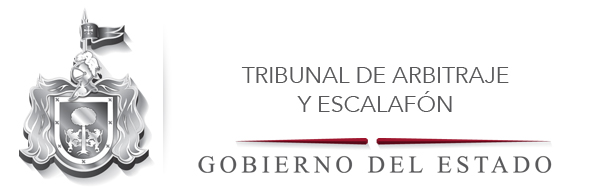 TRIBUNAL DE ARBITRAJE
Y ESCALAFÓN
GOBIERNO DEL ESTADO